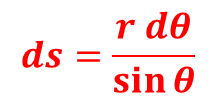 ds = r dθ / sin θ